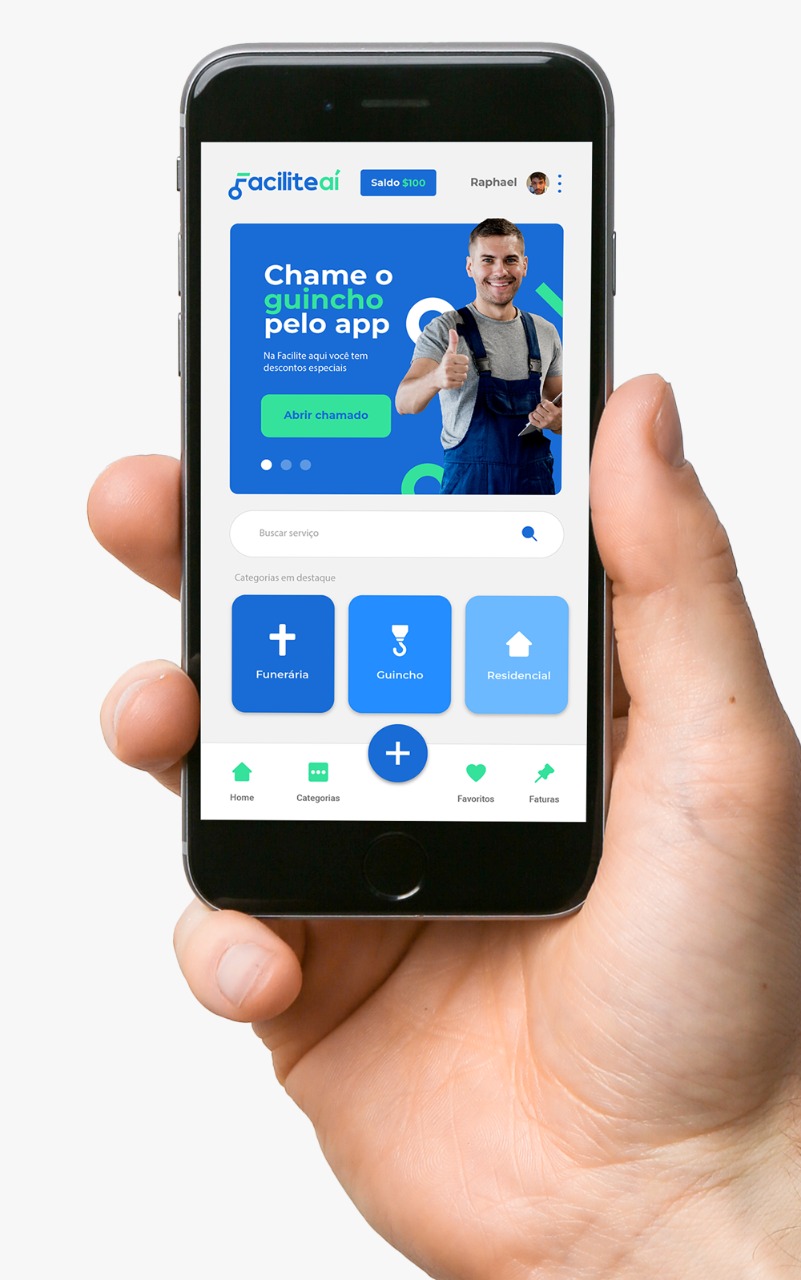 Faciliteaí
Saldo $100
Raphael
Chame o
guincho
pelo app
Na Facilite aqui você tem
descontos especiais
Abrir chamado
Buscar serviço
Categorias em destaque
Funerária
Guincho
Residencial
Home
Categorias
Favoritos
Faturas